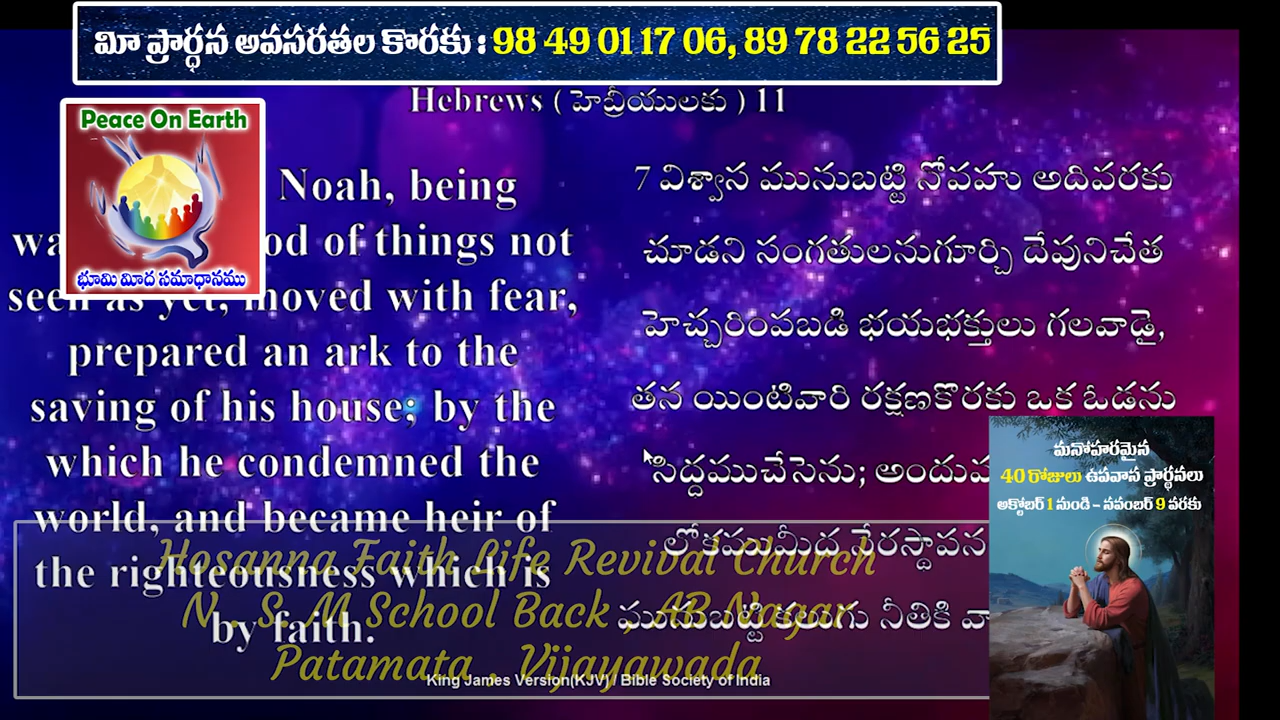 మీ ప్రార్ధన అవసరతల కొరకు : 98 49 01 17 06, 89 78 22 56 25
Hebrews ( హెబ్రీయులకు ) 11
Peace On Earth
భూమి మీద సమాధానము
Noah, being
of things not
seen as yet, moved with fear,
prepared an ark to the
saving of his house; by the
which he condemned the
world, and became heir of
the righteousness which is
by faith.
7 విశ్వాస మునుబట్టి నోవహు అదివరకు
చూడని సంగతులనుగూర్చి దేవునిచేత
హెచ్చరింపబడి భయభక్తులు గలవాడై,
తన యింటివారి రక్షణకొరకు ఒక ఓడను
సిద్దముచేసెను;
లోకముమీద నేరస్థాపన
కలుగు నీతికి
మనోహరమైన
40 రోజులు ఉపవాస ప్రార్థనలు
అక్టోబర్ 1 నుండి – నవంబర్ 9 వరకు
Hosanna Faith Life Revival Church
N . S. M School Back , AB Nagar
Patamata , Vijayawada
King James Version(KJV) / Bible Society of India